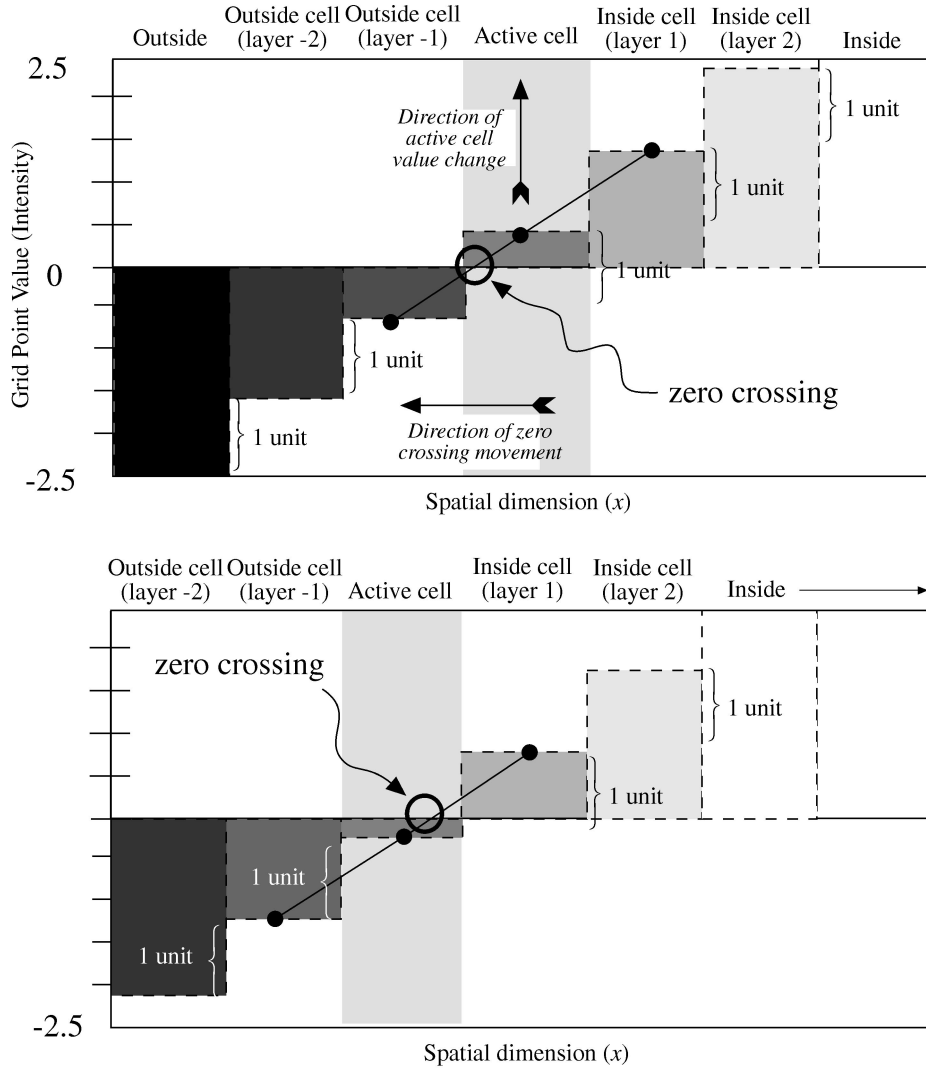 Outside
Outside cell
(layer -2)
Outside cell
(layer -1)
Active cell
Inside cell
(layer 1)
Inside cell
(layer 2)
Inside
2.5
Direction of
active cell
value change
1 unit
1 unit
1 unit
0
Grid Point Value (Intensity)
1 unit
zero crossing
1 unit
Direction of zero
crossing movement
-2.5
Spatial dimension (x)
Outside cell
(layer -2)
Outside cell
(layer -1)
Active cell
Inside cell
(layer 1)
Inside cell
(layer 2)
Inside
zero crossing
1 unit
1 unit
1 unit
1 unit
-2.5
Spatial dimension (x)